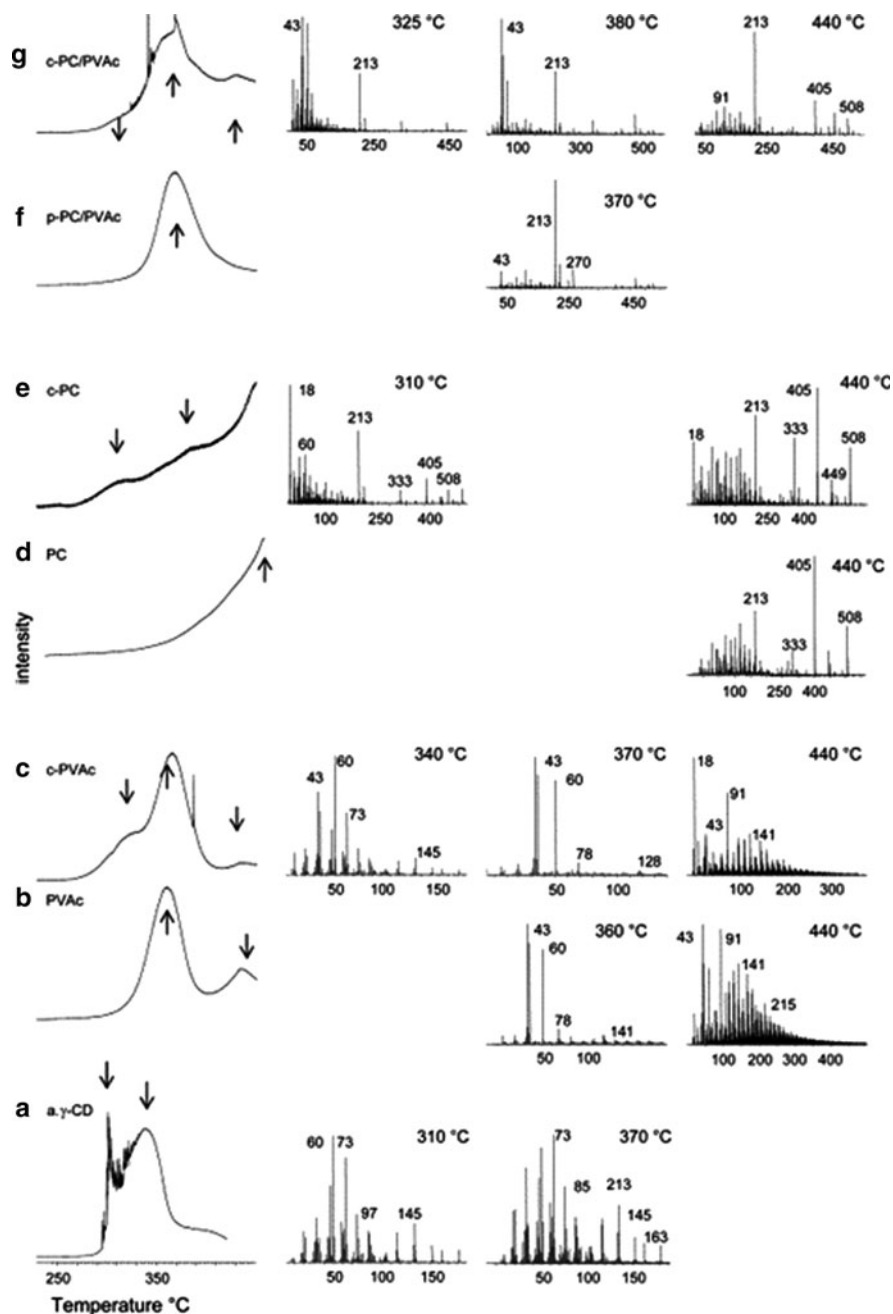 g c-PC/PVAc
43 213 325 °C
50 250 450
43 213 380 °C
100 300 500
91 213 405 508 440 °C
50 250 450
f p-PC/PVAc
43 213 270 370 °C
50 250 450
e c-PC
18 60 213 333 405 508 310 °C
100 250 400
18 213 333 405 449 508 440 °C
100 250 400
d PC
213 333 405 508 440 °C
100 250 400
intensity
c c-PVAc
43 60 73 145 340 °C
50 100 150
43 60 78 128 370 °C
50 100
18 43 91 141 440 °C
100 200 300
b PVAc
43 60 78 141 360 °C
50 100
43 91 141 215 440 °C
100 200 300 400
a a.γ-CD
60 73 97 145 310 °C
50 100 150
73 85 213 145 163 370 °C
50 100 150
250 350
Temperature °C